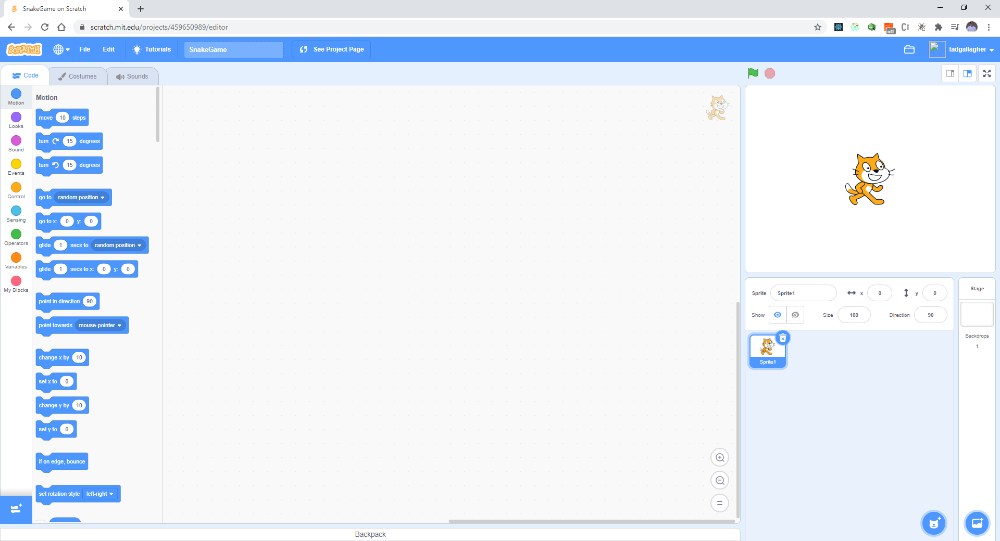 SnakeGame on Scratch
scratch.mit.edu/projects/459650989/editor
off
SCRATCH
File
Edit
Tutorials
SnakeGame
See Project Page
tadgallagher
Code
Costumes
Sounds
Motion
Looks
Sound
Events
Control
Sensing
Operators
Variables
My Blocks
Motion
move 10 steps
turn 15 degrees
turn 15 degrees
go to random position
go to x: 0 y: 0
glide 1 secs to random position
glide 1 secs to x: 0 y: 0
point in direction 90
point towards mouse-pointer
change x by 10
set x to 0
change y by 10
set y to 0
if on edge, bounce
set rotation style left-right
Backpack
Sprite Sprite1 x 0 y 0
Show Size 100 Direction 90
Sprite1
Stage
Backdrops
1